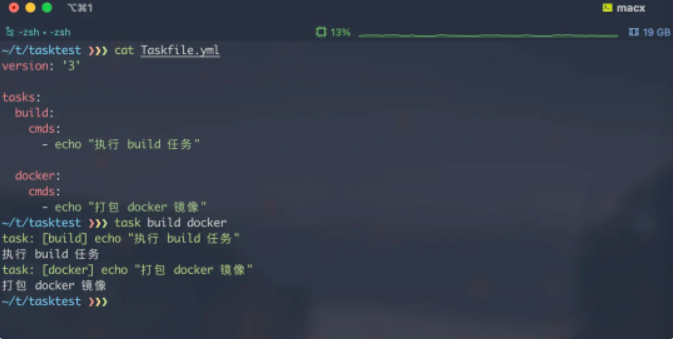 ⌥⌘1
macx
-zsh • -zsh
13%
19 GB
~/t/tasktest ❯❯❯ cat Taskfile.yml
version: '3'
tasks:
  build:
    cmds:
      - echo "执行 build 任务"
  docker:
    cmds:
      - echo "打包 docker 镜像"
~/t/tasktest ❯❯❯ task build docker
task: [build] echo "执行 build 任务"
执行 build 任务
task: [docker] echo "打包 docker 镜像"
打包 docker 镜像
~/t/tasktest ❯❯❯